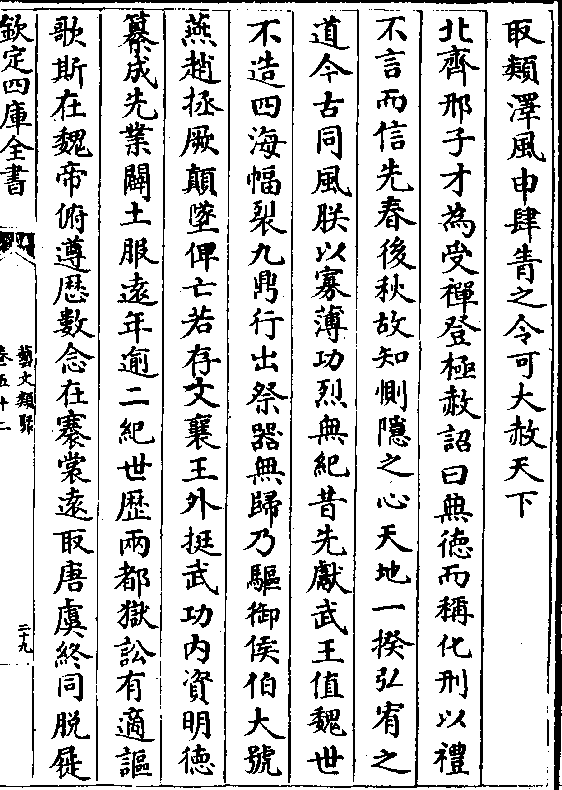 取類澤風申肆眚之令可大赦天下
北齊邢子才為受禪登極赦詔曰無德而稱化刑以禮
不言而信先春後秋故知惻隱之心天地一揆弘宥之
道今古同風朕以寡薄功烈無紀昔先獻武王值魏世
不造四海幅裂九鼎行出祭器無歸乃驅御侯伯大號
燕趙拯厥顛墜俾亡若存文襄王外挺武功内資明德
纂成先業闢土服遠年逾二紀世歴兩都獄訟有適謳
歌斯在魏帝俯遵歴數念在褰裳遠取唐虞終同脱屣
欽定四庫全書
藝文類聚
卷五十二
二十九